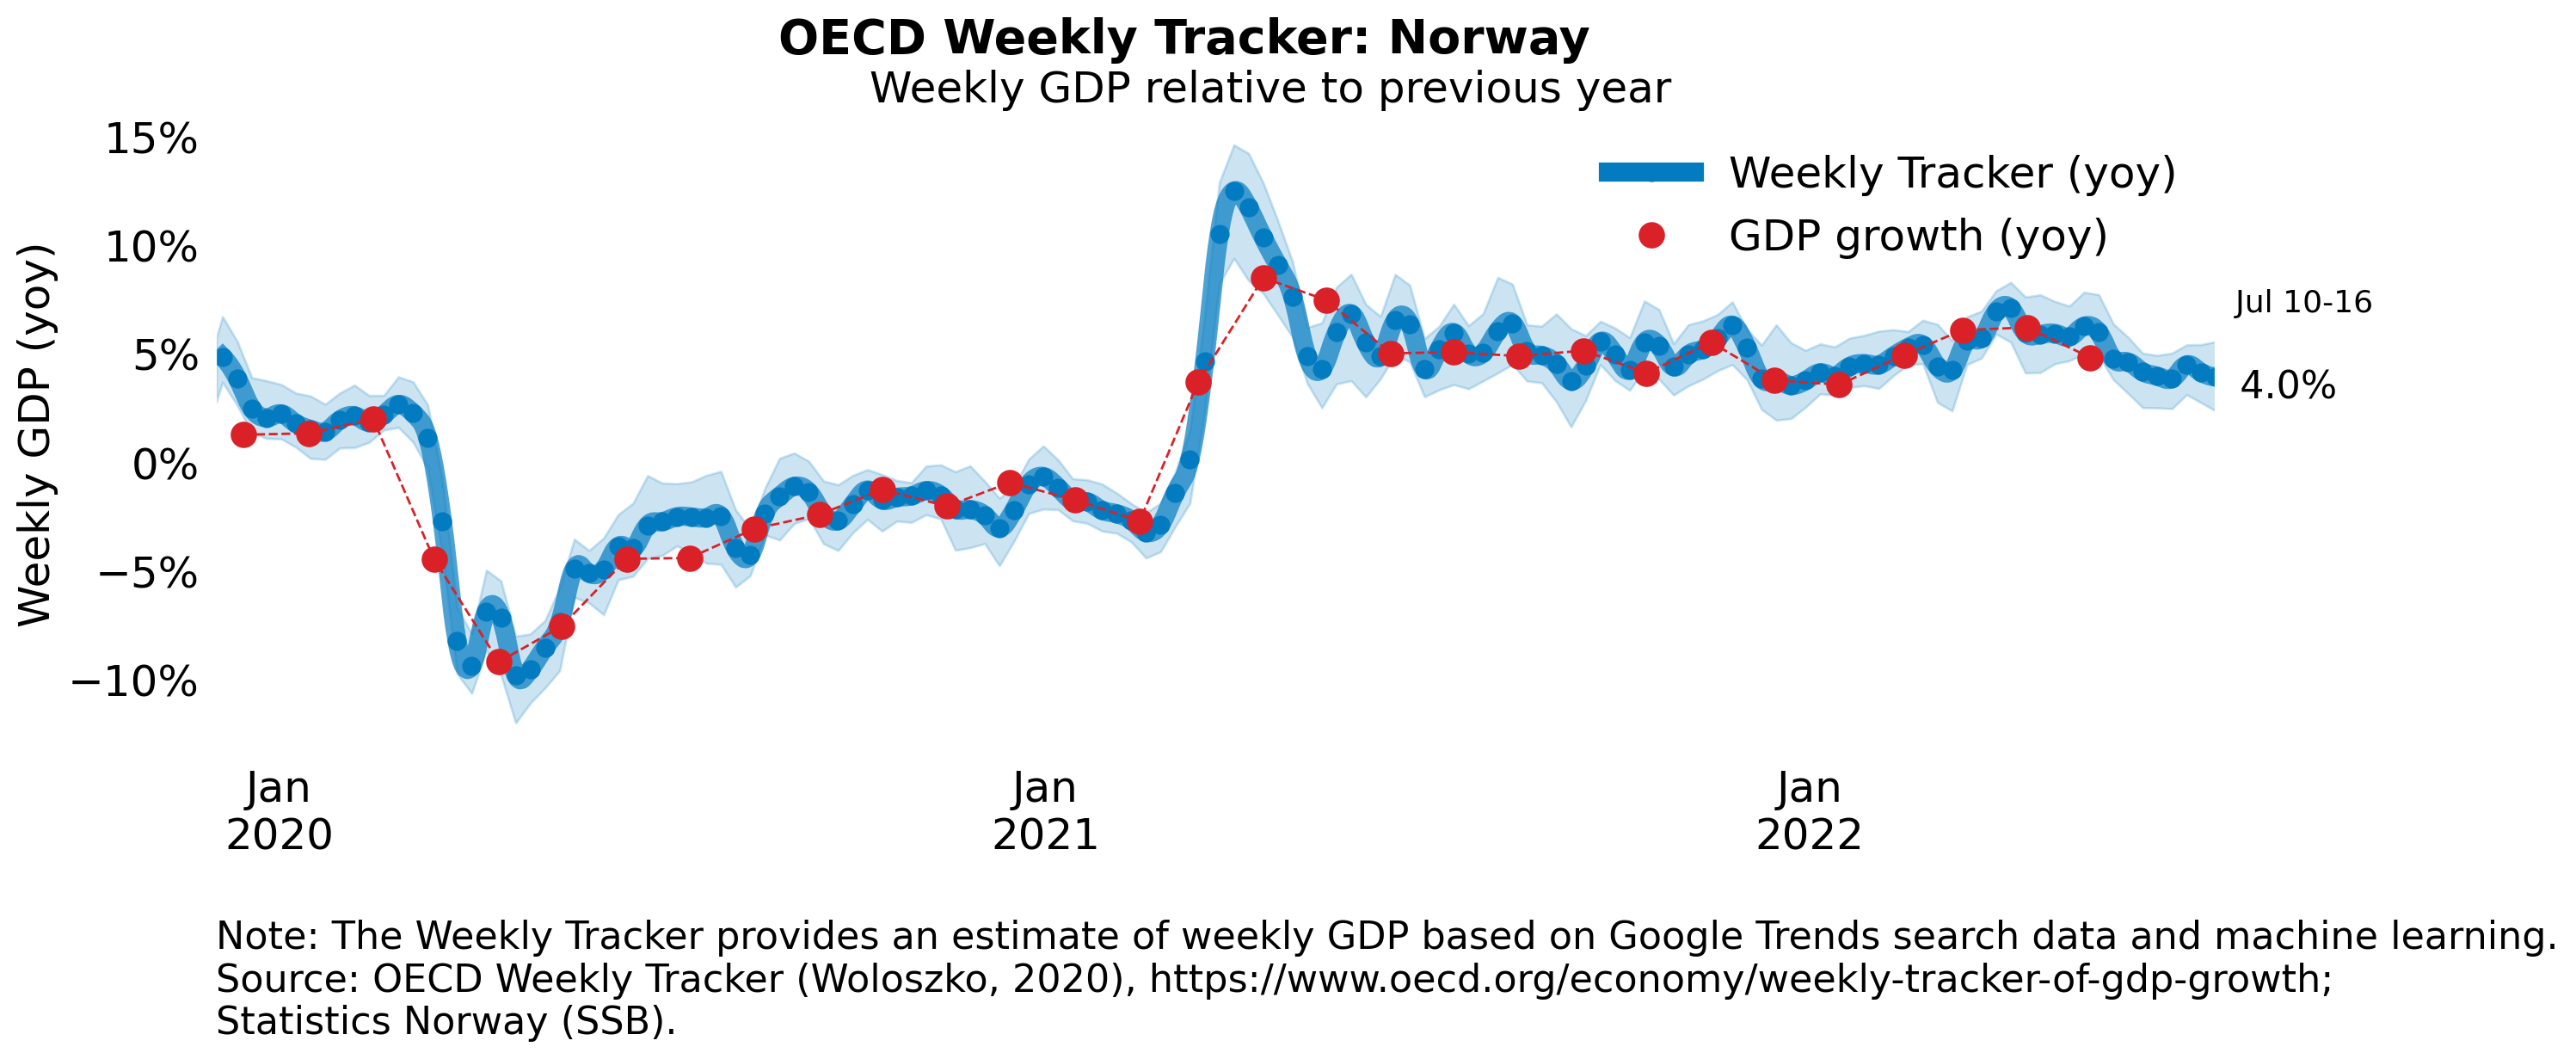 OECD Weekly Tracker: Norway
Weekly GDP relative to previous year
Weekly GDP (yoy)
15%
10%
5%
0%
−5%
−10%
Weekly Tracker (yoy)
GDP growth (yoy)
Jul 10-16
4.0%
Jan
2020
Jan
2021
Jan
2022
Note: The Weekly Tracker provides an estimate of weekly GDP based on Google Trends search data and machine learning.
Source: OECD Weekly Tracker (Woloszko, 2020), https://www.oecd.org/economy/weekly-tracker-of-gdp-growth;
Statistics Norway (SSB).